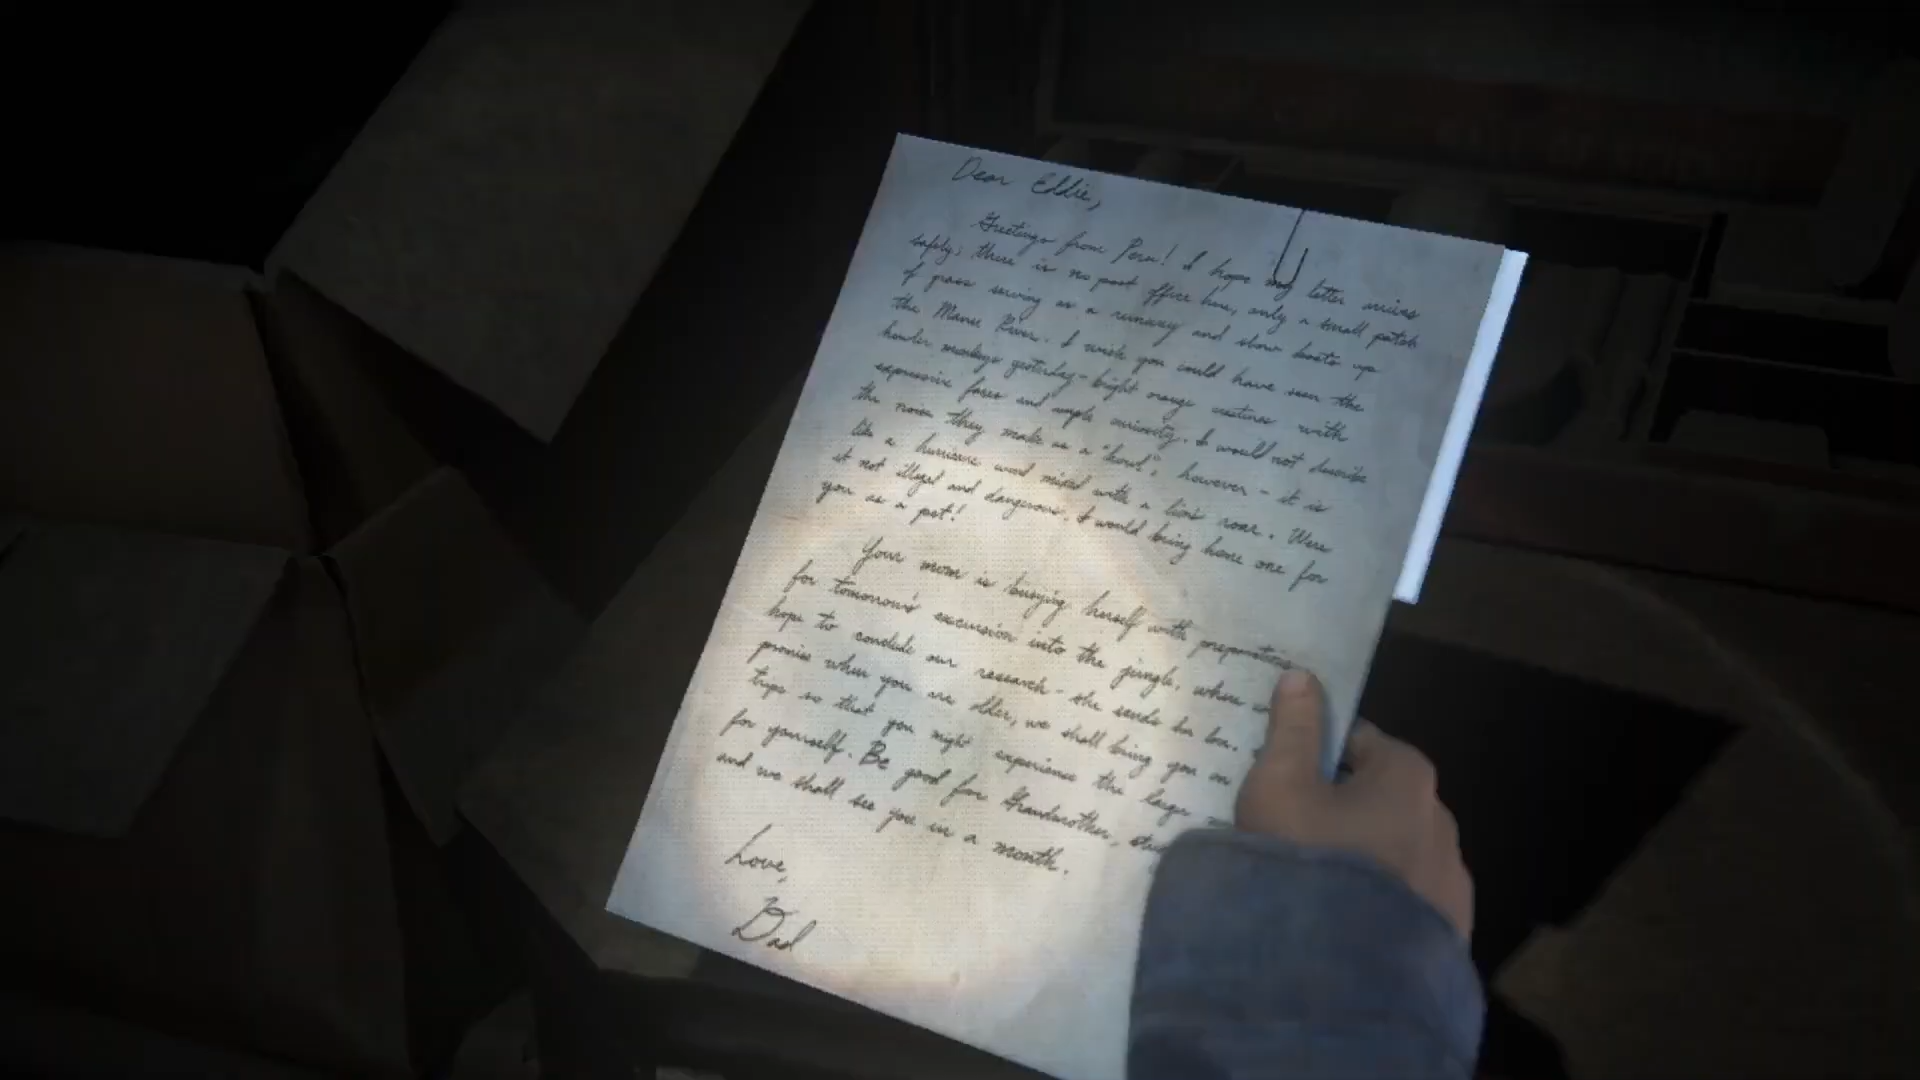 Dear Eddie,
Greetings from Peru! I hope my letter arrives
safely; there is no post office here, only a small patch
of grass serving as a runway and slow boats up
the Manu River. I wish you could have seen the
howler monkeys yesterday - bright orange creatures with
expressive faces and ample curiosity. I would not describe
the noise they make as a "howl", however - it is
like a hurricane wind mixed with a lion's roar. Were
it not illegal and dangerous, I would bring home one for
you as a pet!
Your mom is busying herself with preparations
for tomorrow's excursion into the jungle, where
hope to conclude our research - she sends her love.
promise when you are older, we shall bring you on
trips so that you might experience the large
for yourself. Be good for Grandmother,
and we shall see you in a month.
Love,
Dad